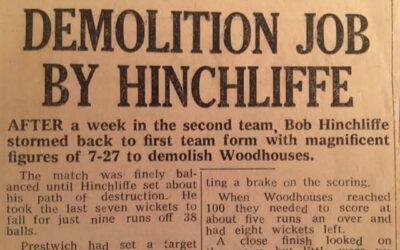 DEMOLITION JOB
BY HINCHLIFFE
AFTER a week in the second team, Bob Hinchliffe
stormed back to first team form with magnificent
figures of 7-27 to demolish Woodhouses.
The match was finely bal-
anced until Hinchliffe set about
his path of destruction. He
took the last seven wickets to
fall for just nine runs off 38
balls.
Prestwich had set a target
ting a brake on the scoring.
When Woodhouses reached
100 they needed to score at
about five runs an over and
had eight wickets left.
A close finish looked on